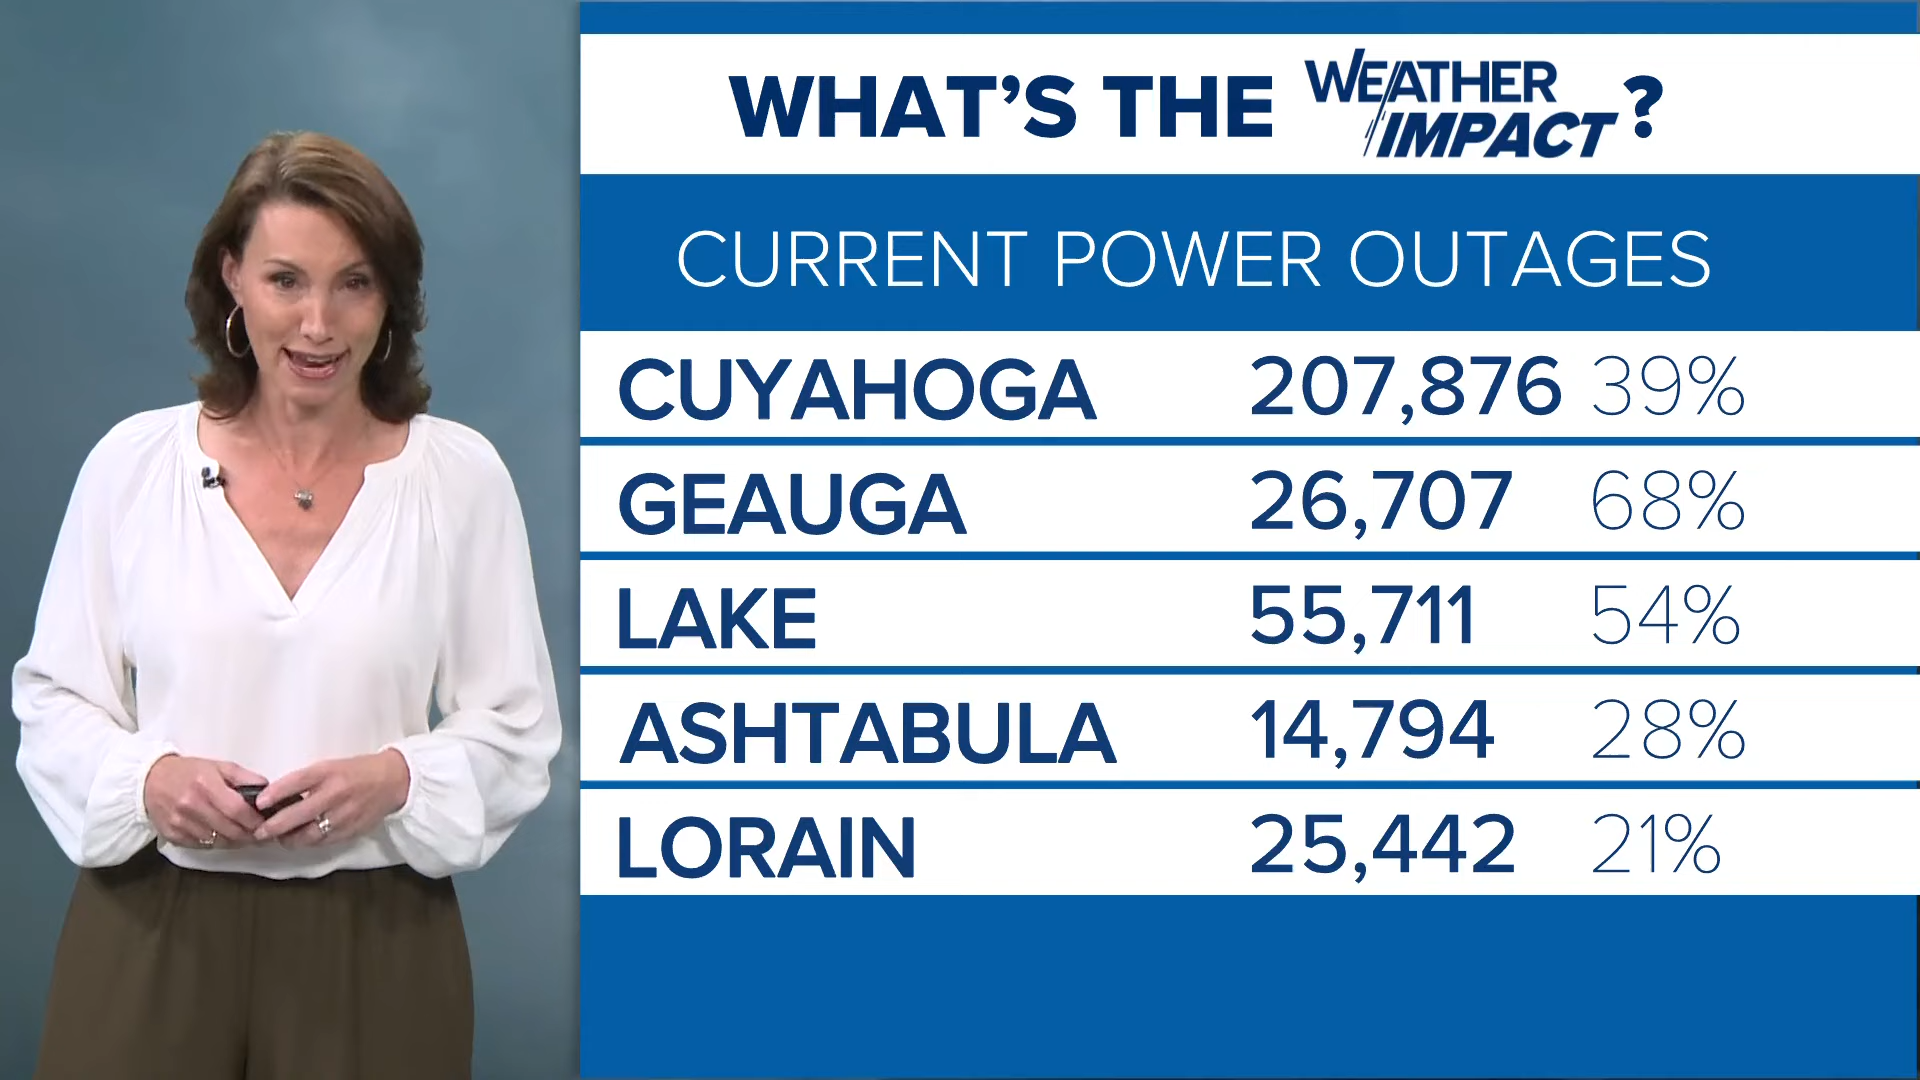 WHAT'S THE WEATHER IMPACT?
CURRENT POWER OUTAGES
CUYAHOGA 207,876 39%
GEAUGA 26,707 68%
LAKE 55,711 54%
ASHTABULA 14,794 28%
LORAIN 25,442 21%